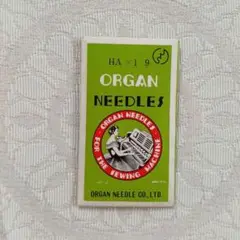 HA × 1 9
ORGAN
NEEDLES
ORGAN NEEDLES
FOR THE SEWING MACHINE
ORGAN NEEDLE CO., LTD.